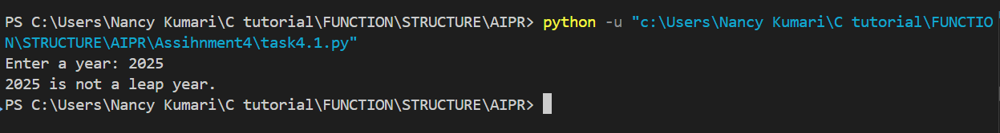 PS C:\Users\Nancy Kumari\C tutorial\FUNCTION\STRUCTURE\AIPR> python -u "c:\Users\Nancy Kumari\C tutorial\FUNCTIO
N\STRUCTURE\AIPR\Assihnment4\task4.1.py"
Enter a year: 2025
2025 is not a leap year.
PS C:\Users\Nancy Kumari\C tutorial\FUNCTION\STRUCTURE\AIPR>